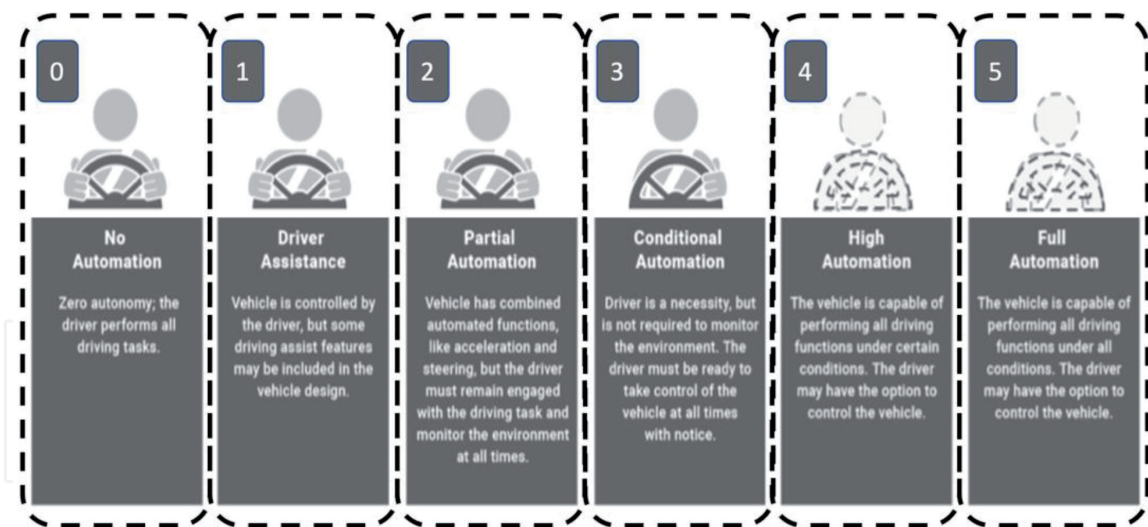 0
No
Automation
Zero autonomy; the
driver performs all
driving tasks.
1
Driver
Assistance
Vehicle is controlled by
the driver, but some
driving assist features
may be included in the
vehicle design.
2
Partial
Automation
Vehicle has combined
automated functions,
like acceleration and
steering, but the driver
must remain engaged
with the driving task and
monitor the environment
at all times.
3
Conditional
Automation
Driver is a necessity, but
is not required to monitor
the environment. The
driver must be ready to
take control of the
vehicle at all times
with notice.
4
High
Automation
The vehicle is capable of
performing all driving
functions under certain
conditions. The driver
may have the option to
control the vehicle.
5
Full
Automation
The vehicle is capable of
performing all driving
functions under all
conditions. The driver
may have the option to
control the vehicle.